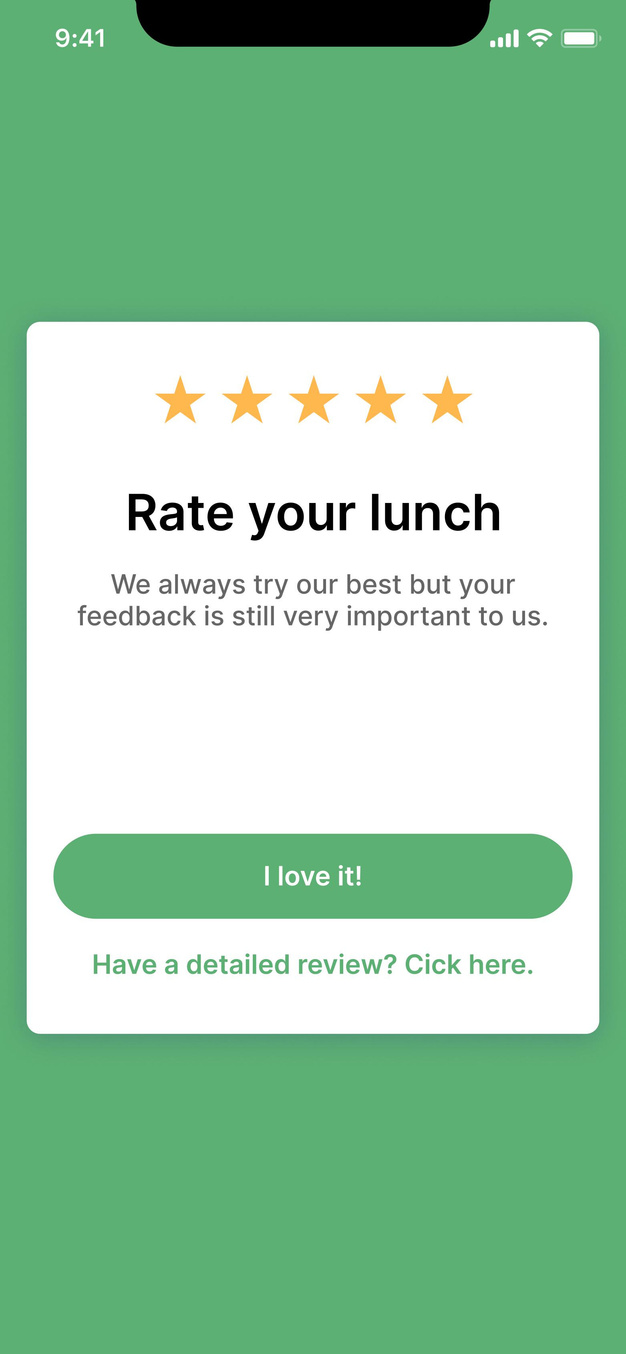 9:41
Rate your lunch
We always try our best but your
feedback is still very important to us.
I love it!
Have a detailed review? Cick here.